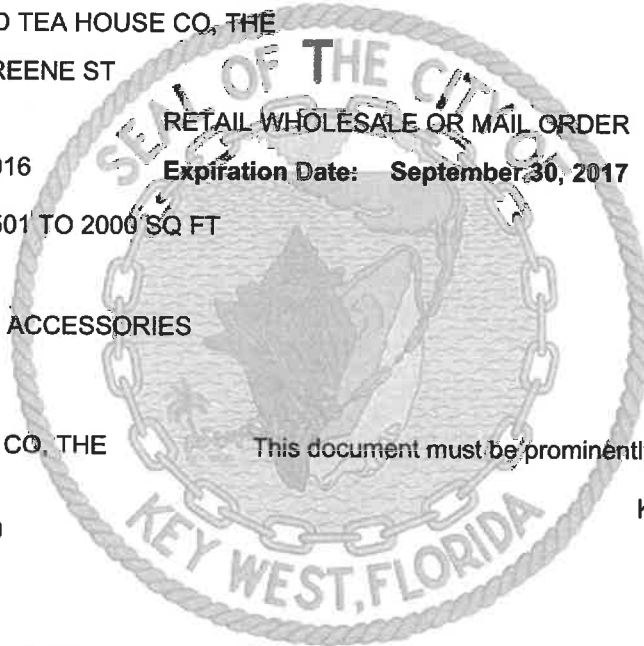 TEA HOUSE CO, THE
REENE ST
SEAL OF THE CITY OF
RETAIL WHOLESALE OR MAIL ORDER
016
Expiration Date: September 30, 2017
501 TO 2000 SQ FT
ACCESSORIES
CO, THE
This document must be prominentl
KEY WEST, FLORIDA